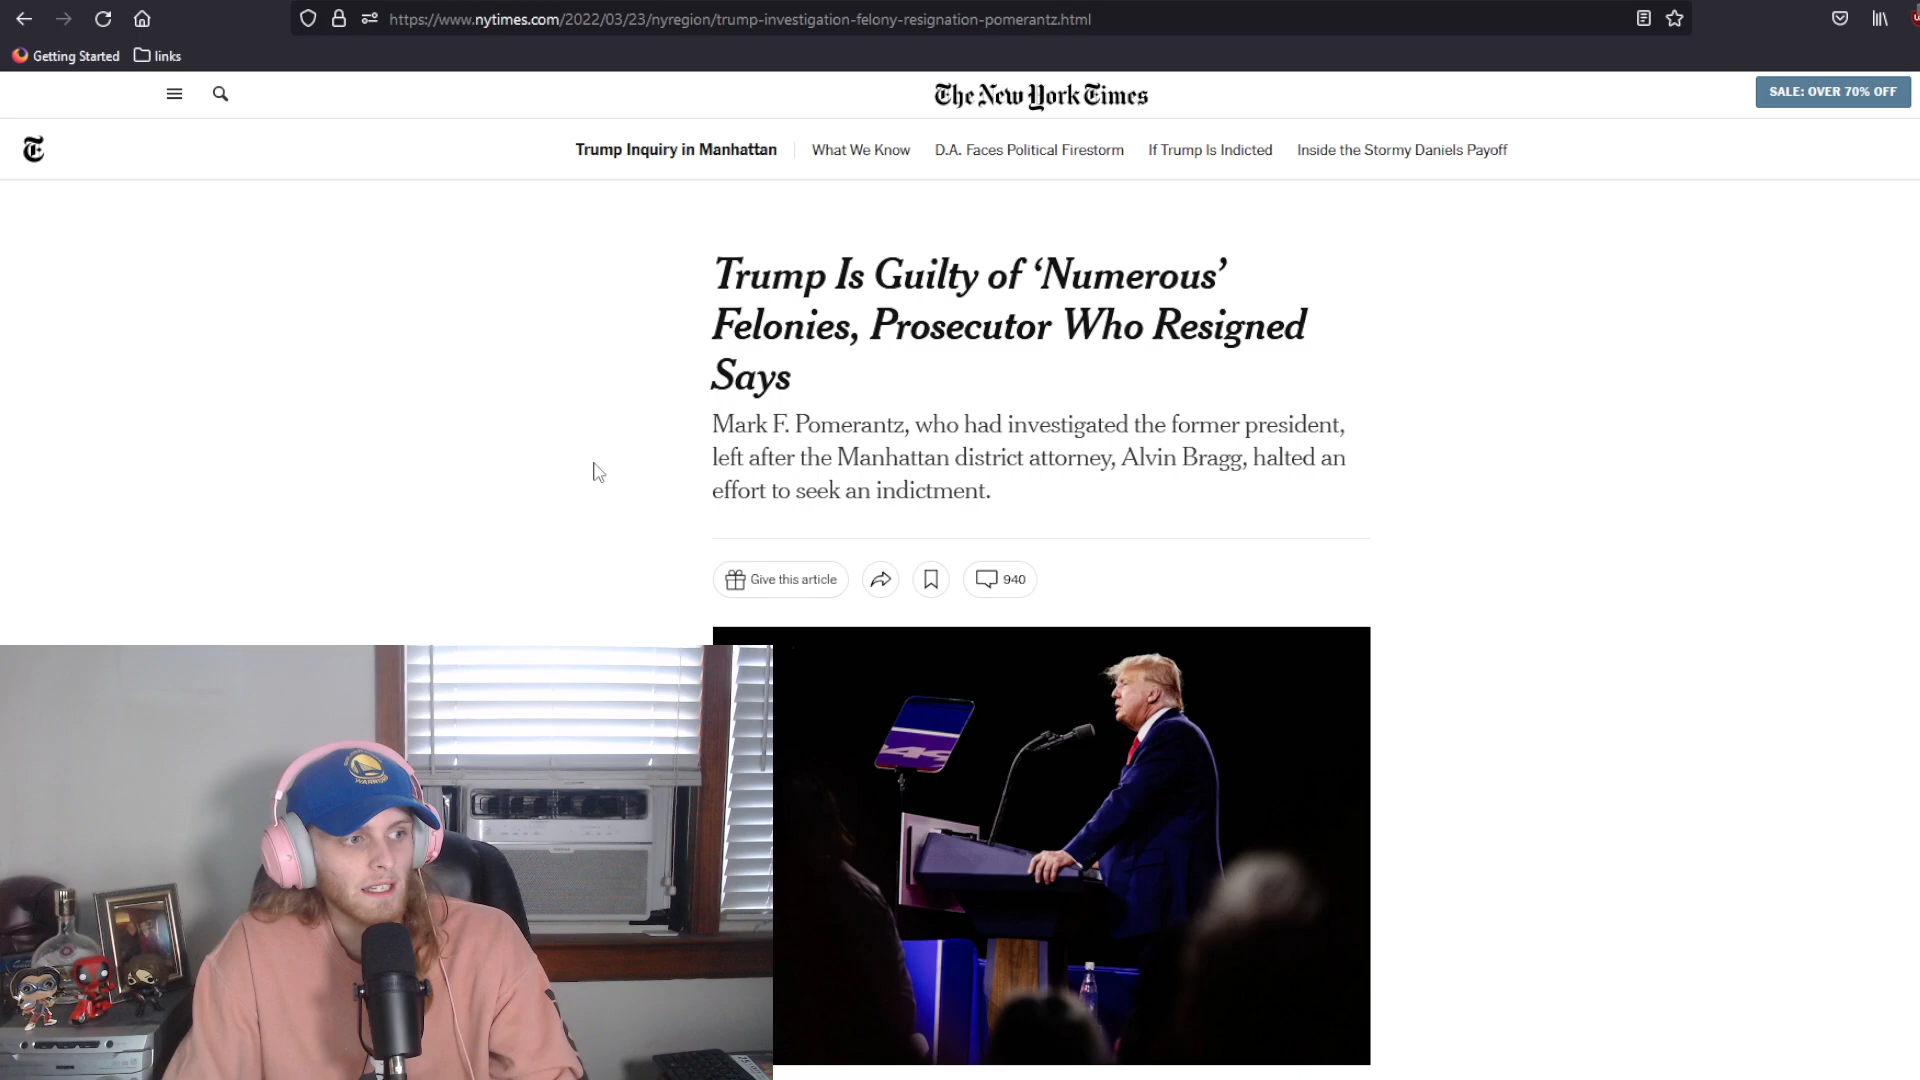 https://www.nytimes.com/2022/03/23/nyregion/trump-investigation-felony-resignation-pomerantz.html
Getting Started
links
The New York Times
SALE: OVER 70% OFF
Trump Inquiry in Manhattan
What We Know
D.A. Faces Political Firestorm
If Trump Is Indicted
Inside the Stormy Daniels Payoff
Trump Is Guilty of ‘Numerous’
Felonies, Prosecutor Who Resigned
Says
Mark F. Pomerantz, who had investigated the former president,
left after the Manhattan district attorney, Alvin Bragg, halted an
effort to seek an indictment.
Give this article
940
WARRIORS